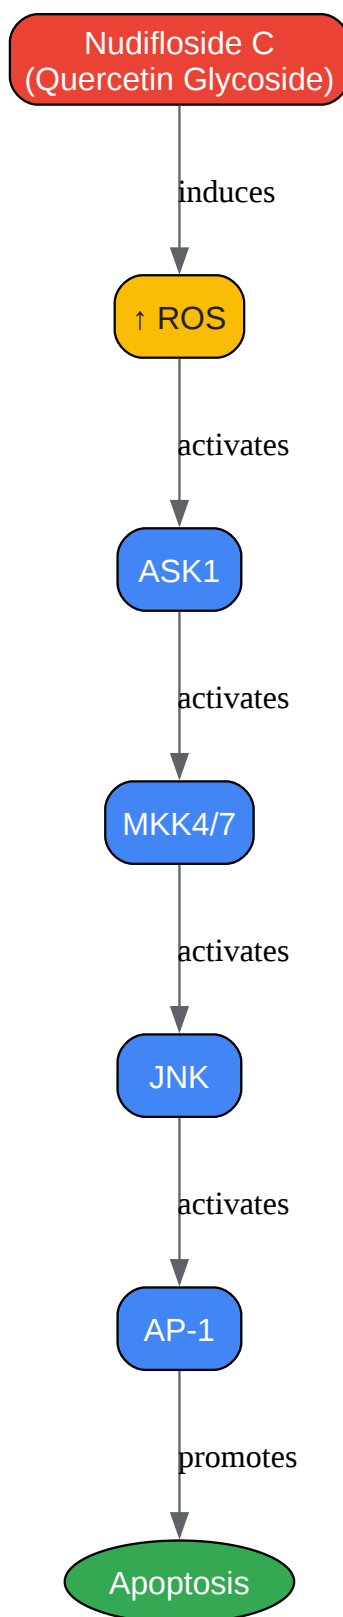 Nudifloside C
(Quercetin Glycoside)
induces
↑ ROS
activates
ASK1
activates
MKK4/7
activates
JNK
activates
AP-1
promotes
Apoptosis